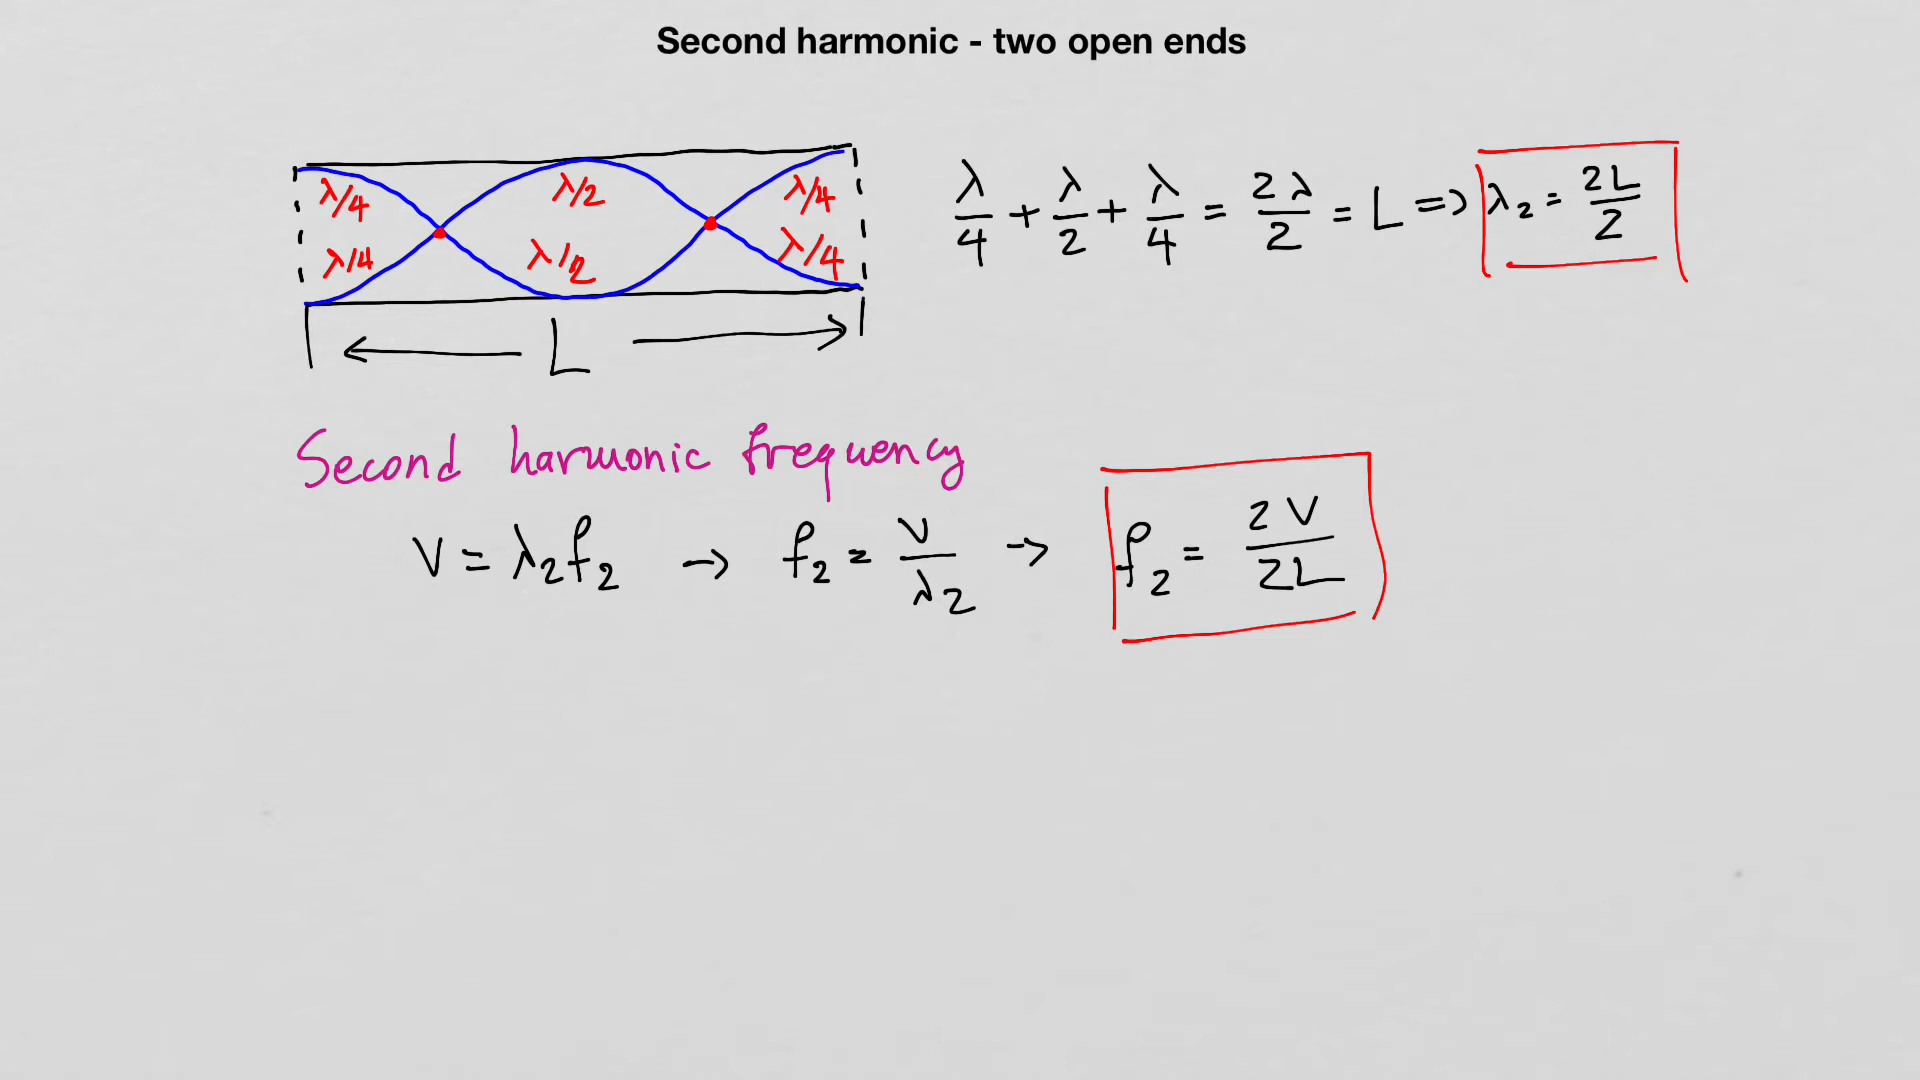 Second harmonic - two open ends
λ/4 λ/2 λ/4
λ/4 λ/2 λ/4
L
λ/4 + λ/2 + λ/4 = 2λ/2 = L => λ₂ = 2L/2
Second harmonic frequency
V = λ₂f₂ → f₂ = V/λ₂ → f₂ = 2V/2L